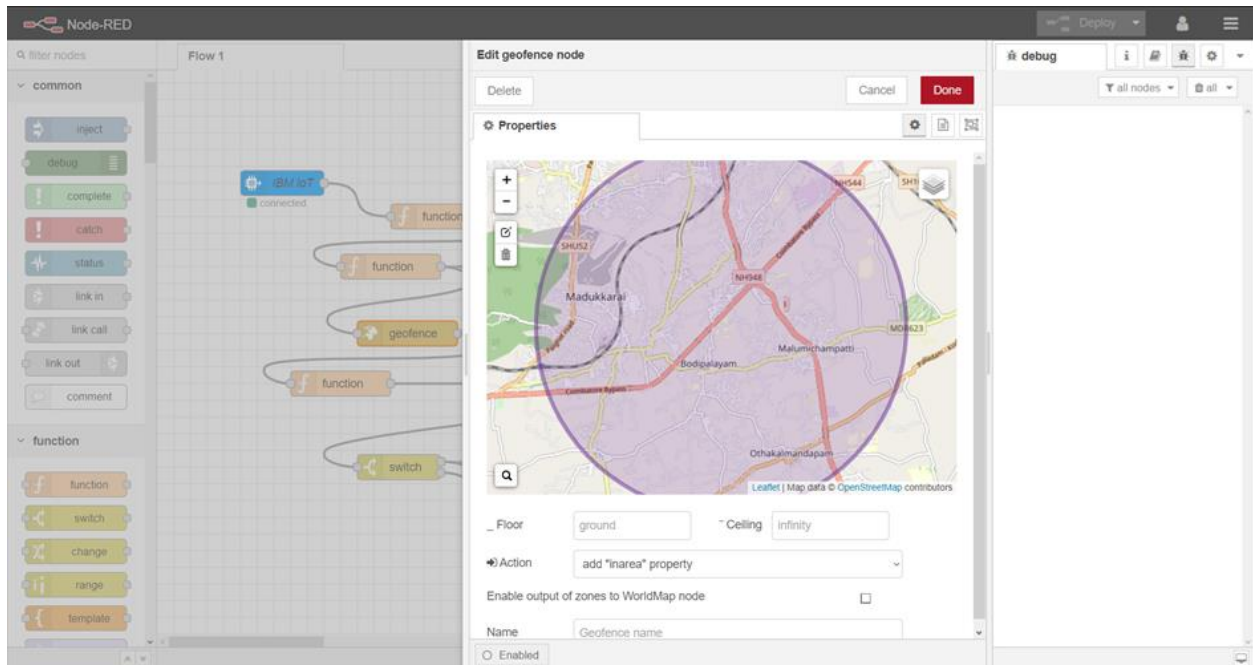 Node-RED
Deploy
filter nodes
common
inject
debug
complete
catch
status
link in
link call
link out
comment
function
function
switch
change
range
template
Flow 1
IBM IoT
connected
function
function
geofence
function
switch
Edit geofence node
Delete
Cancel
Done
Properties
+
−
NH544
SHU52
NH948
Madukkarai
MDR623
Malumichampatti
Bodipalayam
Coimbatore Bypass
Coimbatore Bypass
Othakalmandapam
Leaflet | Map data © OpenStreetMap contributors
_ Floor
ground
¯ Ceiling
infinity
Action
add "inarea" property
Enable output of zones to WorldMap node
Name
Geofence name
Enabled
debug
i
all nodes
all